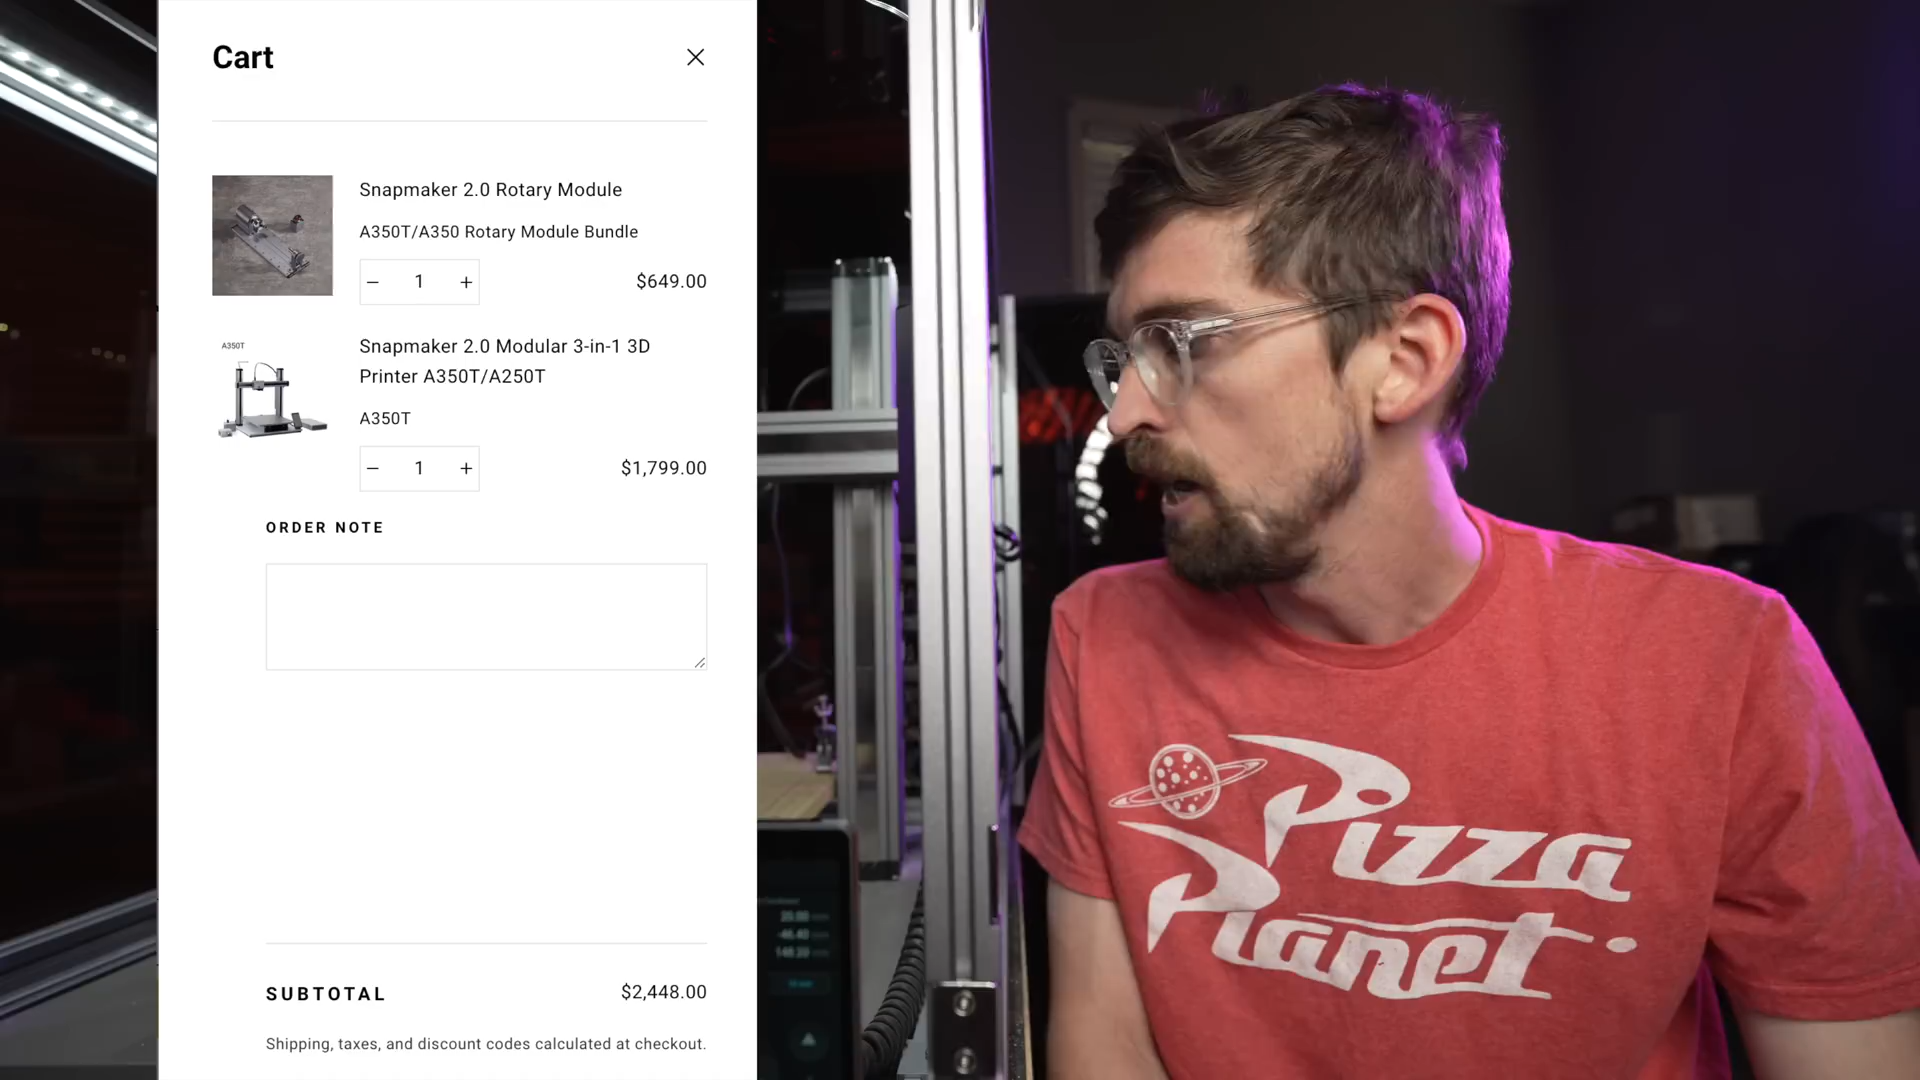 Cart
Snapmaker 2.0 Rotary Module
A350T/A350 Rotary Module Bundle
− 1 +
$649.00
A350T
Snapmaker 2.0 Modular 3-in-1 3D
Printer A350T/A250T
A350T
− 1 +
$1,799.00
ORDER NOTE
SUBTOTAL
$2,448.00
Shipping, taxes, and discount codes calculated at checkout.
Pizza
Planet